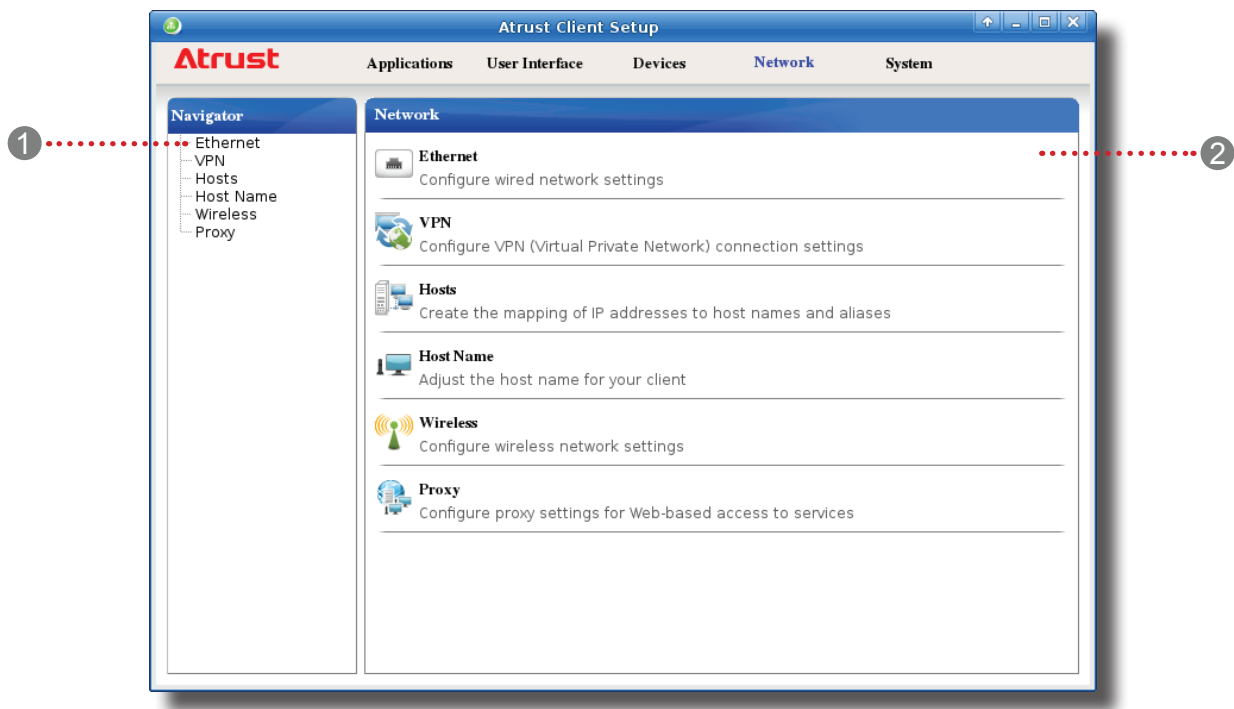 Atrust Client Setup
Atrust
Applications User Interface Devices Network System
Navigator
Ethernet
VPN
Hosts
Host Name
Wireless
Proxy
Network
Ethernet
Configure wired network settings
VPN
Configure VPN (Virtual Private Network) connection settings
Hosts
Create the mapping of IP addresses to host names and aliases
Host Name
Adjust the host name for your client
Wireless
Configure wireless network settings
Proxy
Configure proxy settings for Web-based access to services
1
2